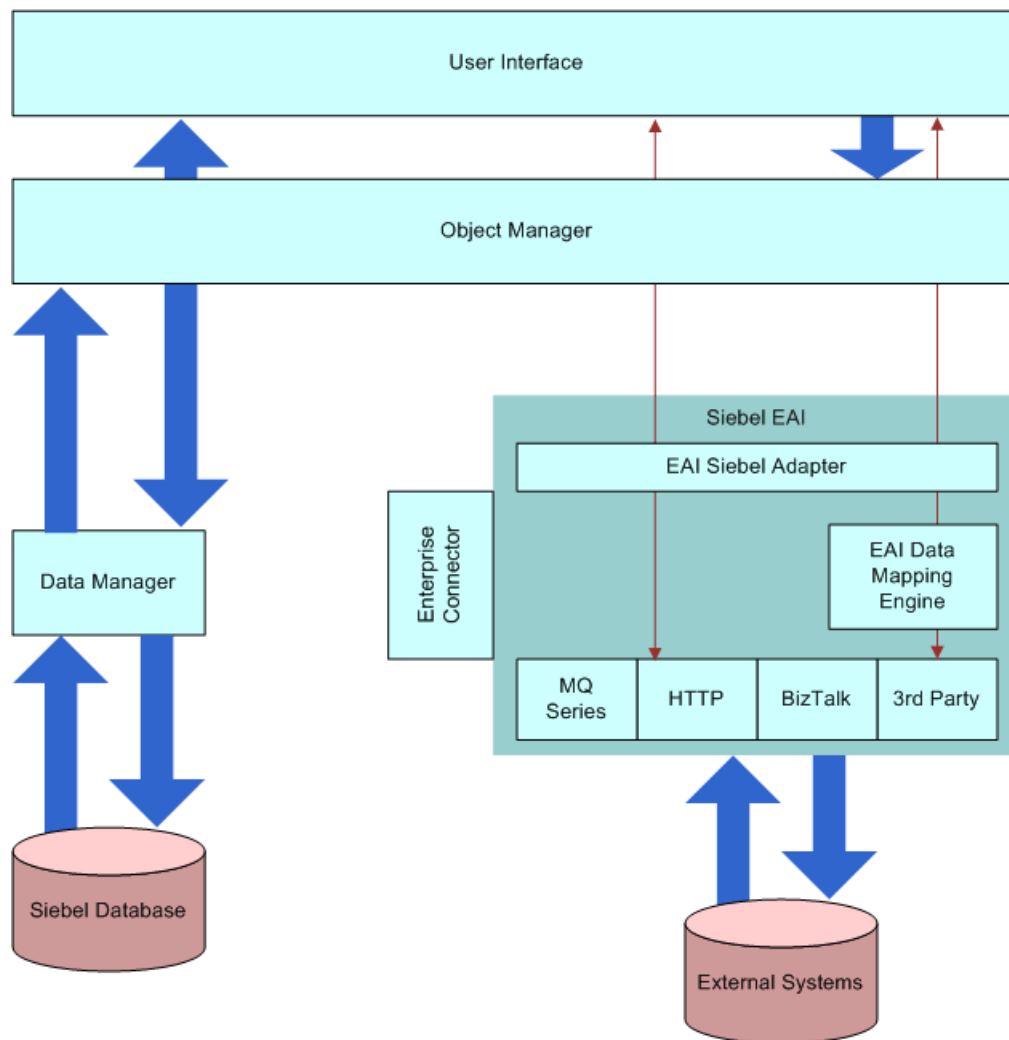 User Interface
Object Manager
Siebel EAI
EAI Siebel Adapter
Enterprise
Connector
EAI Data
Mapping
Engine
Data Manager
MQ
Series
HTTP
BizTalk
3rd Party
Siebel Database
External Systems